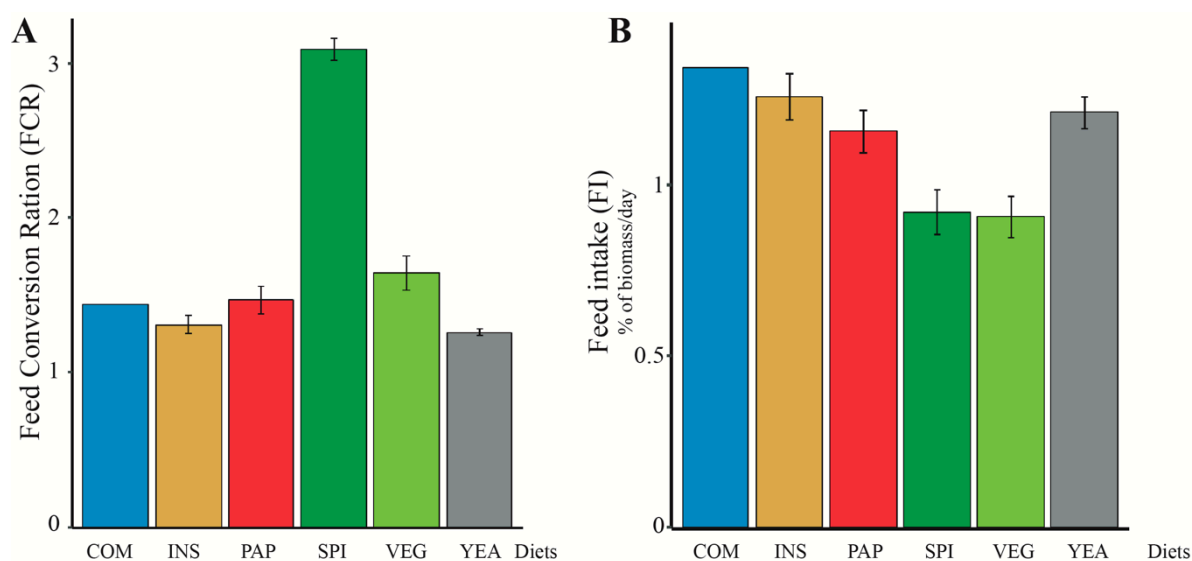 A
Feed Conversion Ration (FCR)
3
2
1
0
COM INS PAP SPI VEG YEA Diets
B
Feed intake (FI)
% of biomass/day
1
0.5
0
COM INS PAP SPI VEG YEA Diets